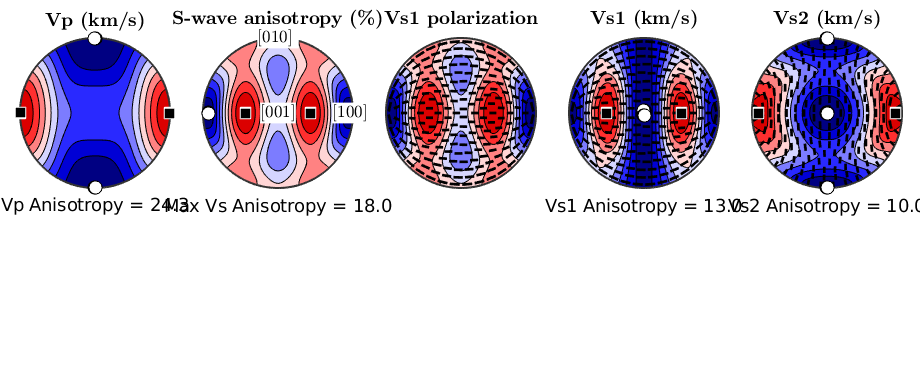 Vp (km/s)
S-wave anisotropy (%)
Vs1 polarization
Vs1 (km/s)
Vs2 (km/s)
[010]
[001]
[100]
Vp Anisotropy = 24.3
Max Vs Anisotropy = 18.0
Vs1 Anisotropy = 13.0
Vs2 Anisotropy = 10.0